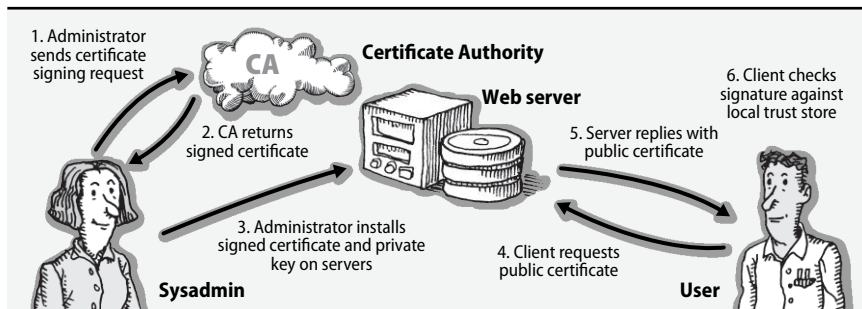 1. Administrator
sends certificate
signing request
CA
Certificate Authority
2. CA returns
signed certificate
Web server
3. Administrator installs
signed certificate and private
key on servers
Sysadmin
4. Client requests
public certificate
5. Server replies with
public certificate
6. Client checks
signature against
local trust store
User